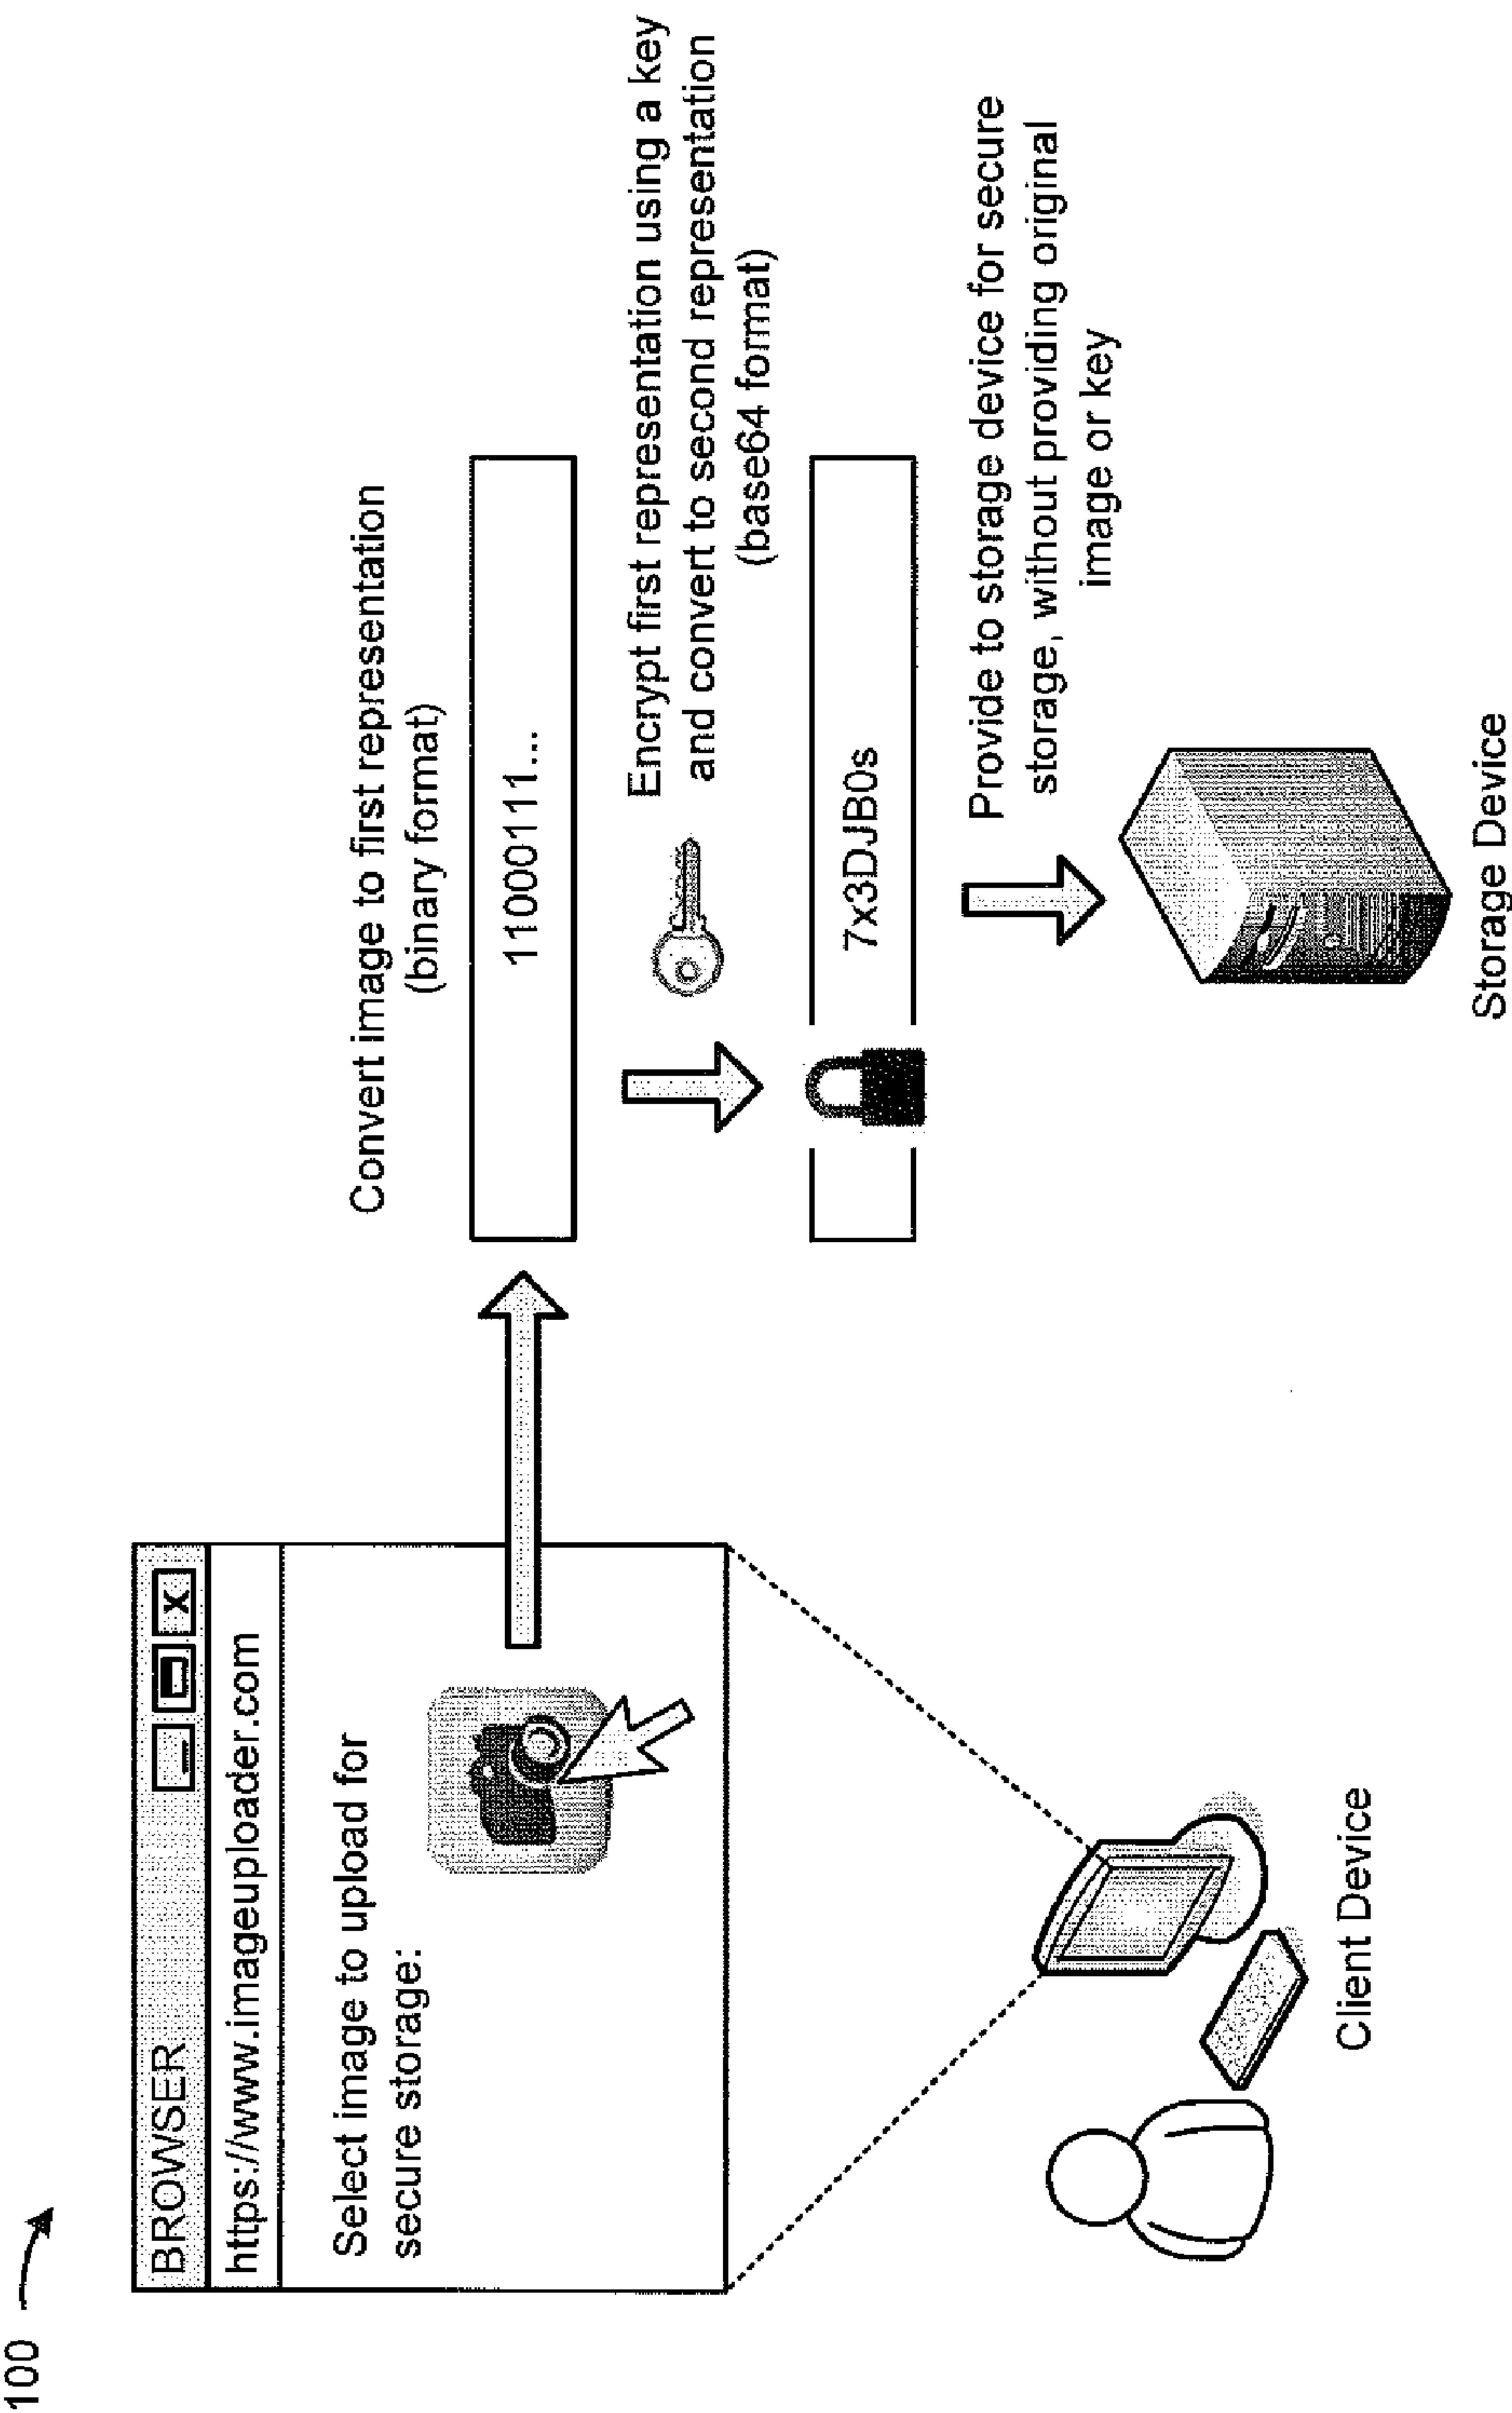 100
BROWSER
X
https://www.imageuploader.com
Select image to upload for
secure storage:
Client Device
Convert image to first representation
(binary format)
11000111...
Encrypt first representation using a key
and convert to second representation
(base64 format)
7x3DJB0s
Provide to storage device for secure
storage, without providing original
image or key
Storage Device